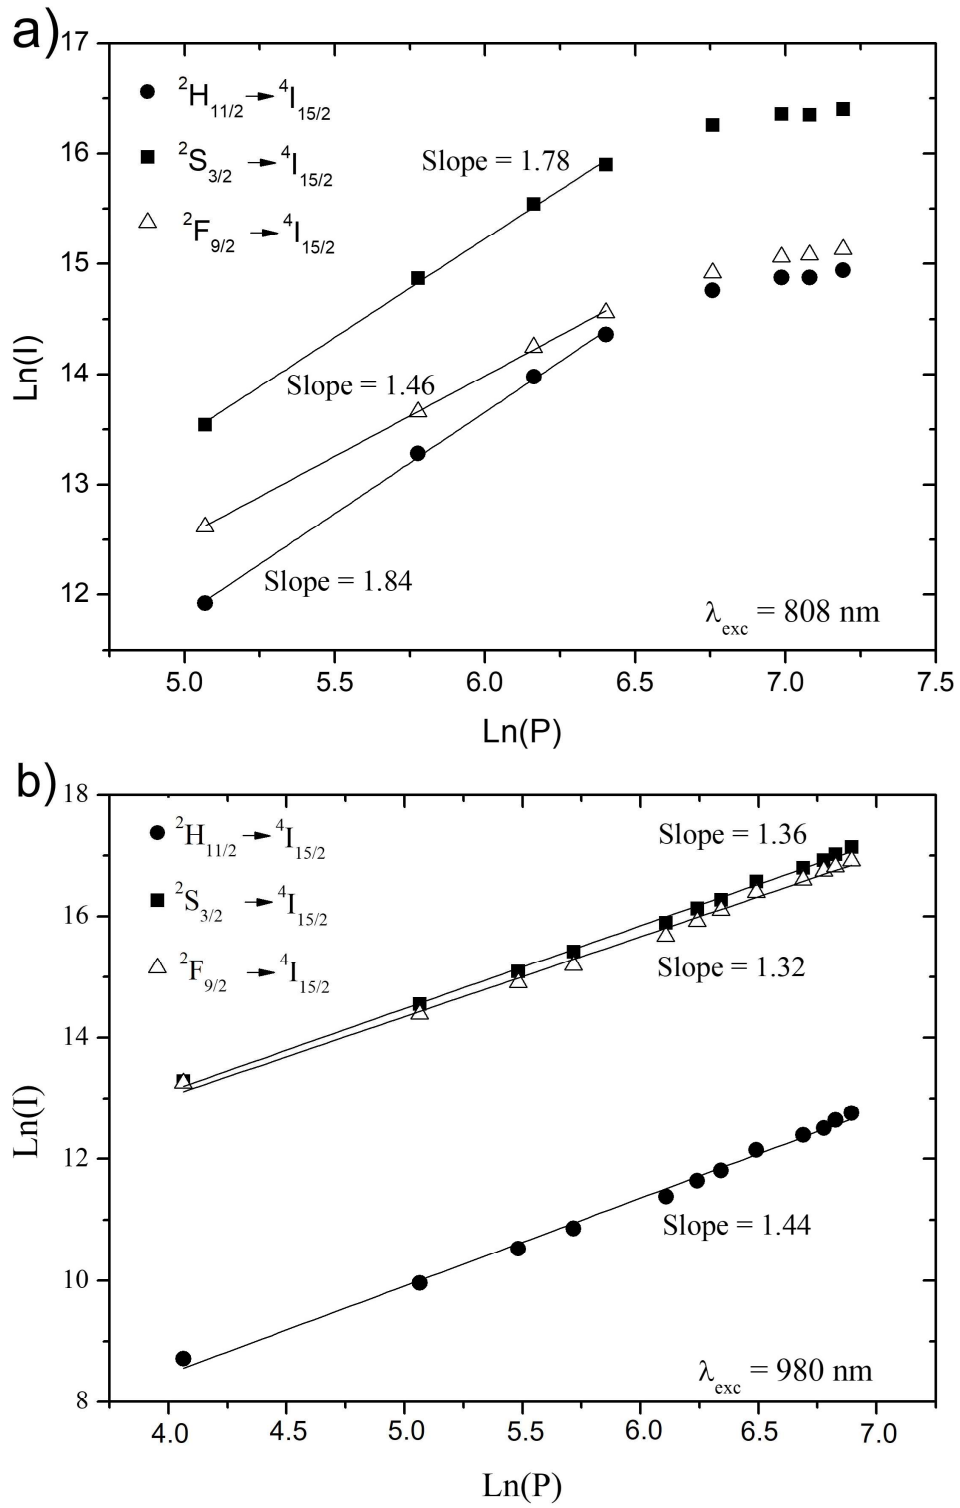 a)
17
16
15
14
13
12
Ln(I)
²H₁₁/₂ → ⁴I₁₅/₂
²S₃/₂ → ⁴I₁₅/₂
²F₉/₂ → ⁴I₁₅/₂
Slope = 1.78
Slope = 1.46
Slope = 1.84
λexc = 808 nm
5.0 5.5 6.0 6.5 7.0 7.5
Ln(P)
b)
18
16
14
12
10
8
Ln(I)
²H₁₁/₂ → ⁴I₁₅/₂
²S₃/₂ → ⁴I₁₅/₂
²F₉/₂ → ⁴I₁₅/₂
Slope = 1.36
Slope = 1.32
Slope = 1.44
λexc = 980 nm
4.0 4.5 5.0 5.5 6.0 6.5 7.0
Ln(P)